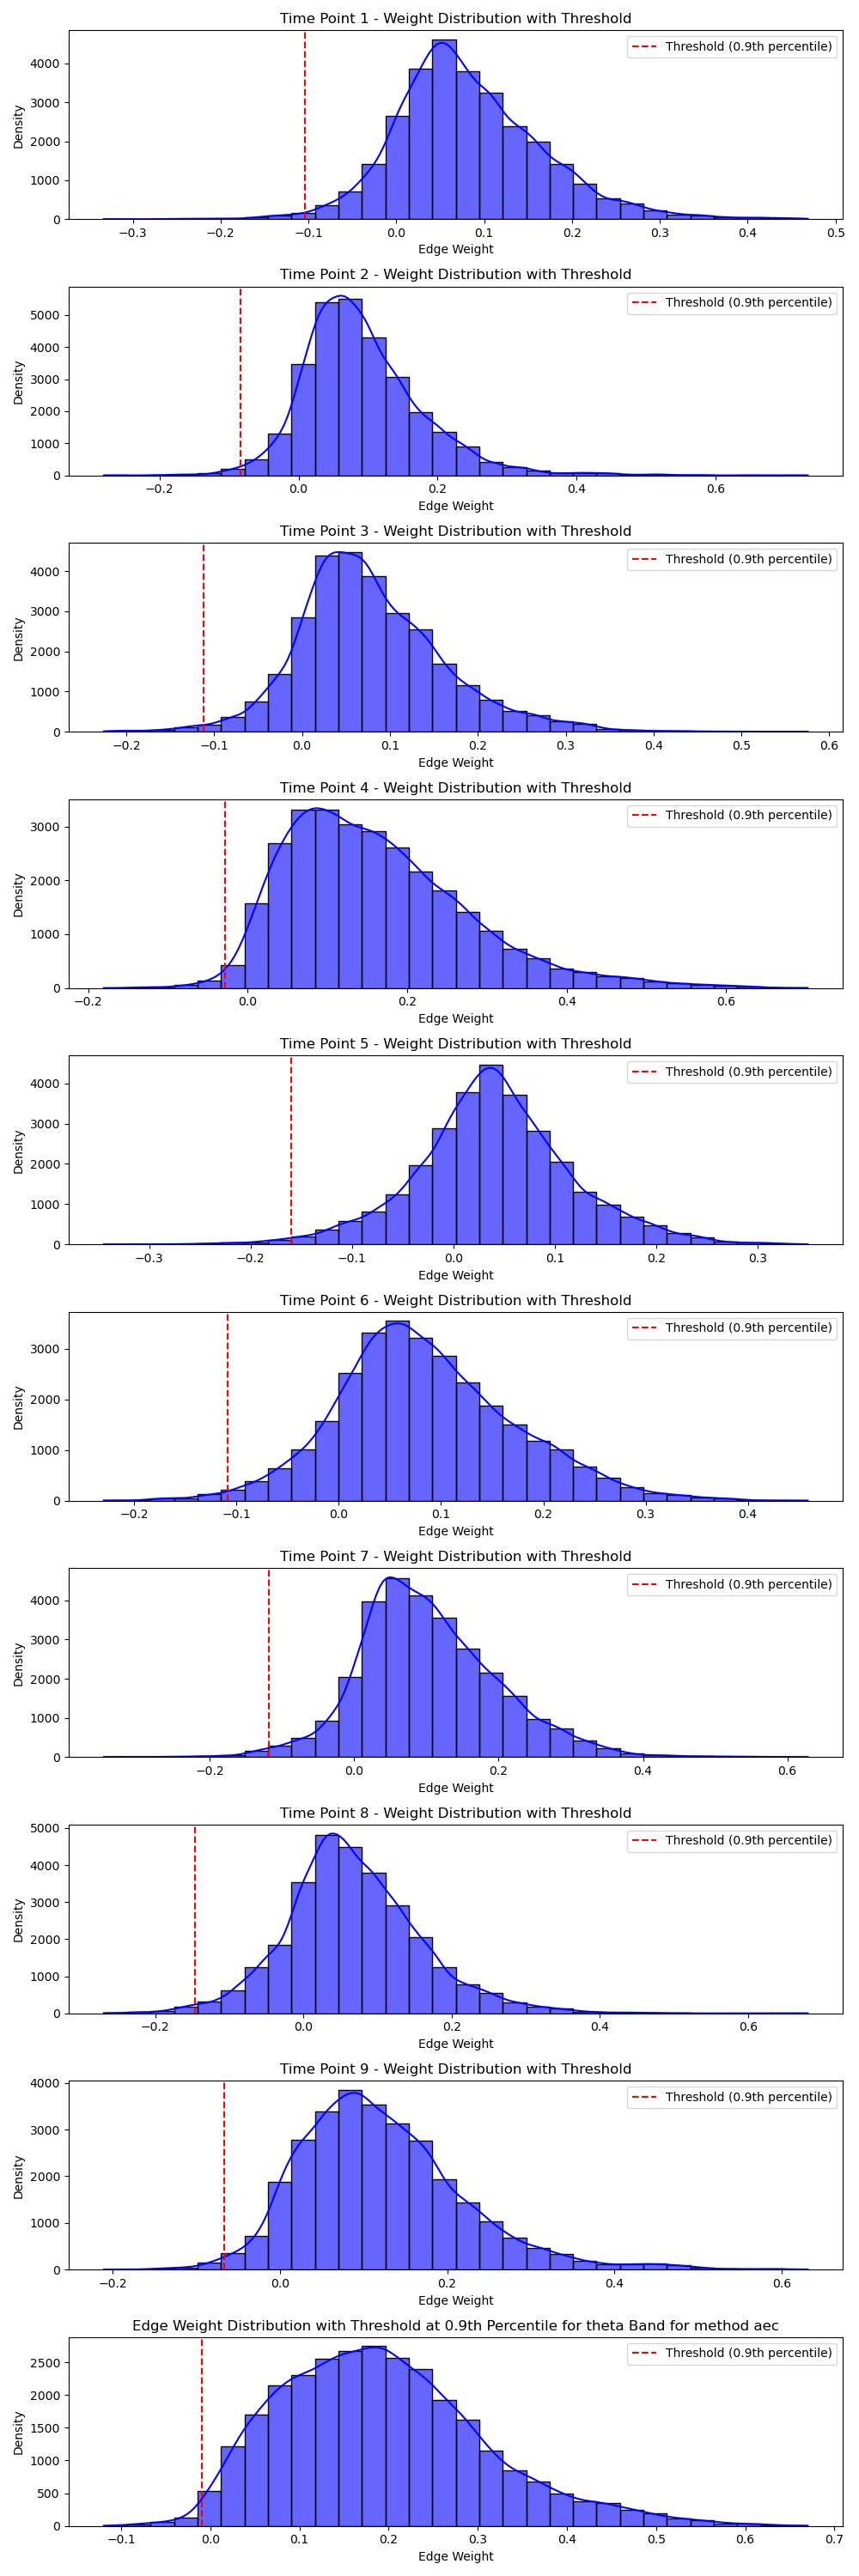 Time Point 1 - Weight Distribution with Threshold
Threshold (0.9th percentile)
Density
4000
3000
2000
1000
0
−0.3 −0.2 −0.1 0.0 0.1 0.2 0.3 0.4 0.5
Edge Weight
Time Point 2 - Weight Distribution with Threshold
Threshold (0.9th percentile)
Density
5000
4000
3000
2000
1000
0
−0.2 0.0 0.2 0.4 0.6
Edge Weight
Time Point 3 - Weight Distribution with Threshold
Threshold (0.9th percentile)
Density
4000
3000
2000
1000
0
−0.2 −0.1 0.0 0.1 0.2 0.3 0.4 0.5 0.6
Edge Weight
Time Point 4 - Weight Distribution with Threshold
Threshold (0.9th percentile)
Density
3000
2000
1000
0
−0.2 0.0 0.2 0.4 0.6
Edge Weight
Time Point 5 - Weight Distribution with Threshold
Threshold (0.9th percentile)
Density
4000
3000
2000
1000
0
−0.3 −0.2 −0.1 0.0 0.1 0.2 0.3
Edge Weight
Time Point 6 - Weight Distribution with Threshold
Threshold (0.9th percentile)
Density
3000
2000
1000
0
−0.2 −0.1 0.0 0.1 0.2 0.3 0.4
Edge Weight
Time Point 7 - Weight Distribution with Threshold
Threshold (0.9th percentile)
Density
4000
3000
2000
1000
0
−0.2 0.0 0.2 0.4 0.6
Edge Weight
Time Point 8 - Weight Distribution with Threshold
Threshold (0.9th percentile)
Density
5000
4000
3000
2000
1000
0
−0.2 0.0 0.2 0.4 0.6
Edge Weight
Time Point 9 - Weight Distribution with Threshold
Threshold (0.9th percentile)
Density
4000
3000
2000
1000
0
−0.2 0.0 0.2 0.4 0.6
Edge Weight
Edge Weight Distribution with Threshold at 0.9th Percentile for theta Band for method aec
Threshold (0.9th percentile)
Density
2500
2000
1500
1000
500
0
−0.1 0.0 0.1 0.2 0.3 0.4 0.5 0.6 0.7
Edge Weight